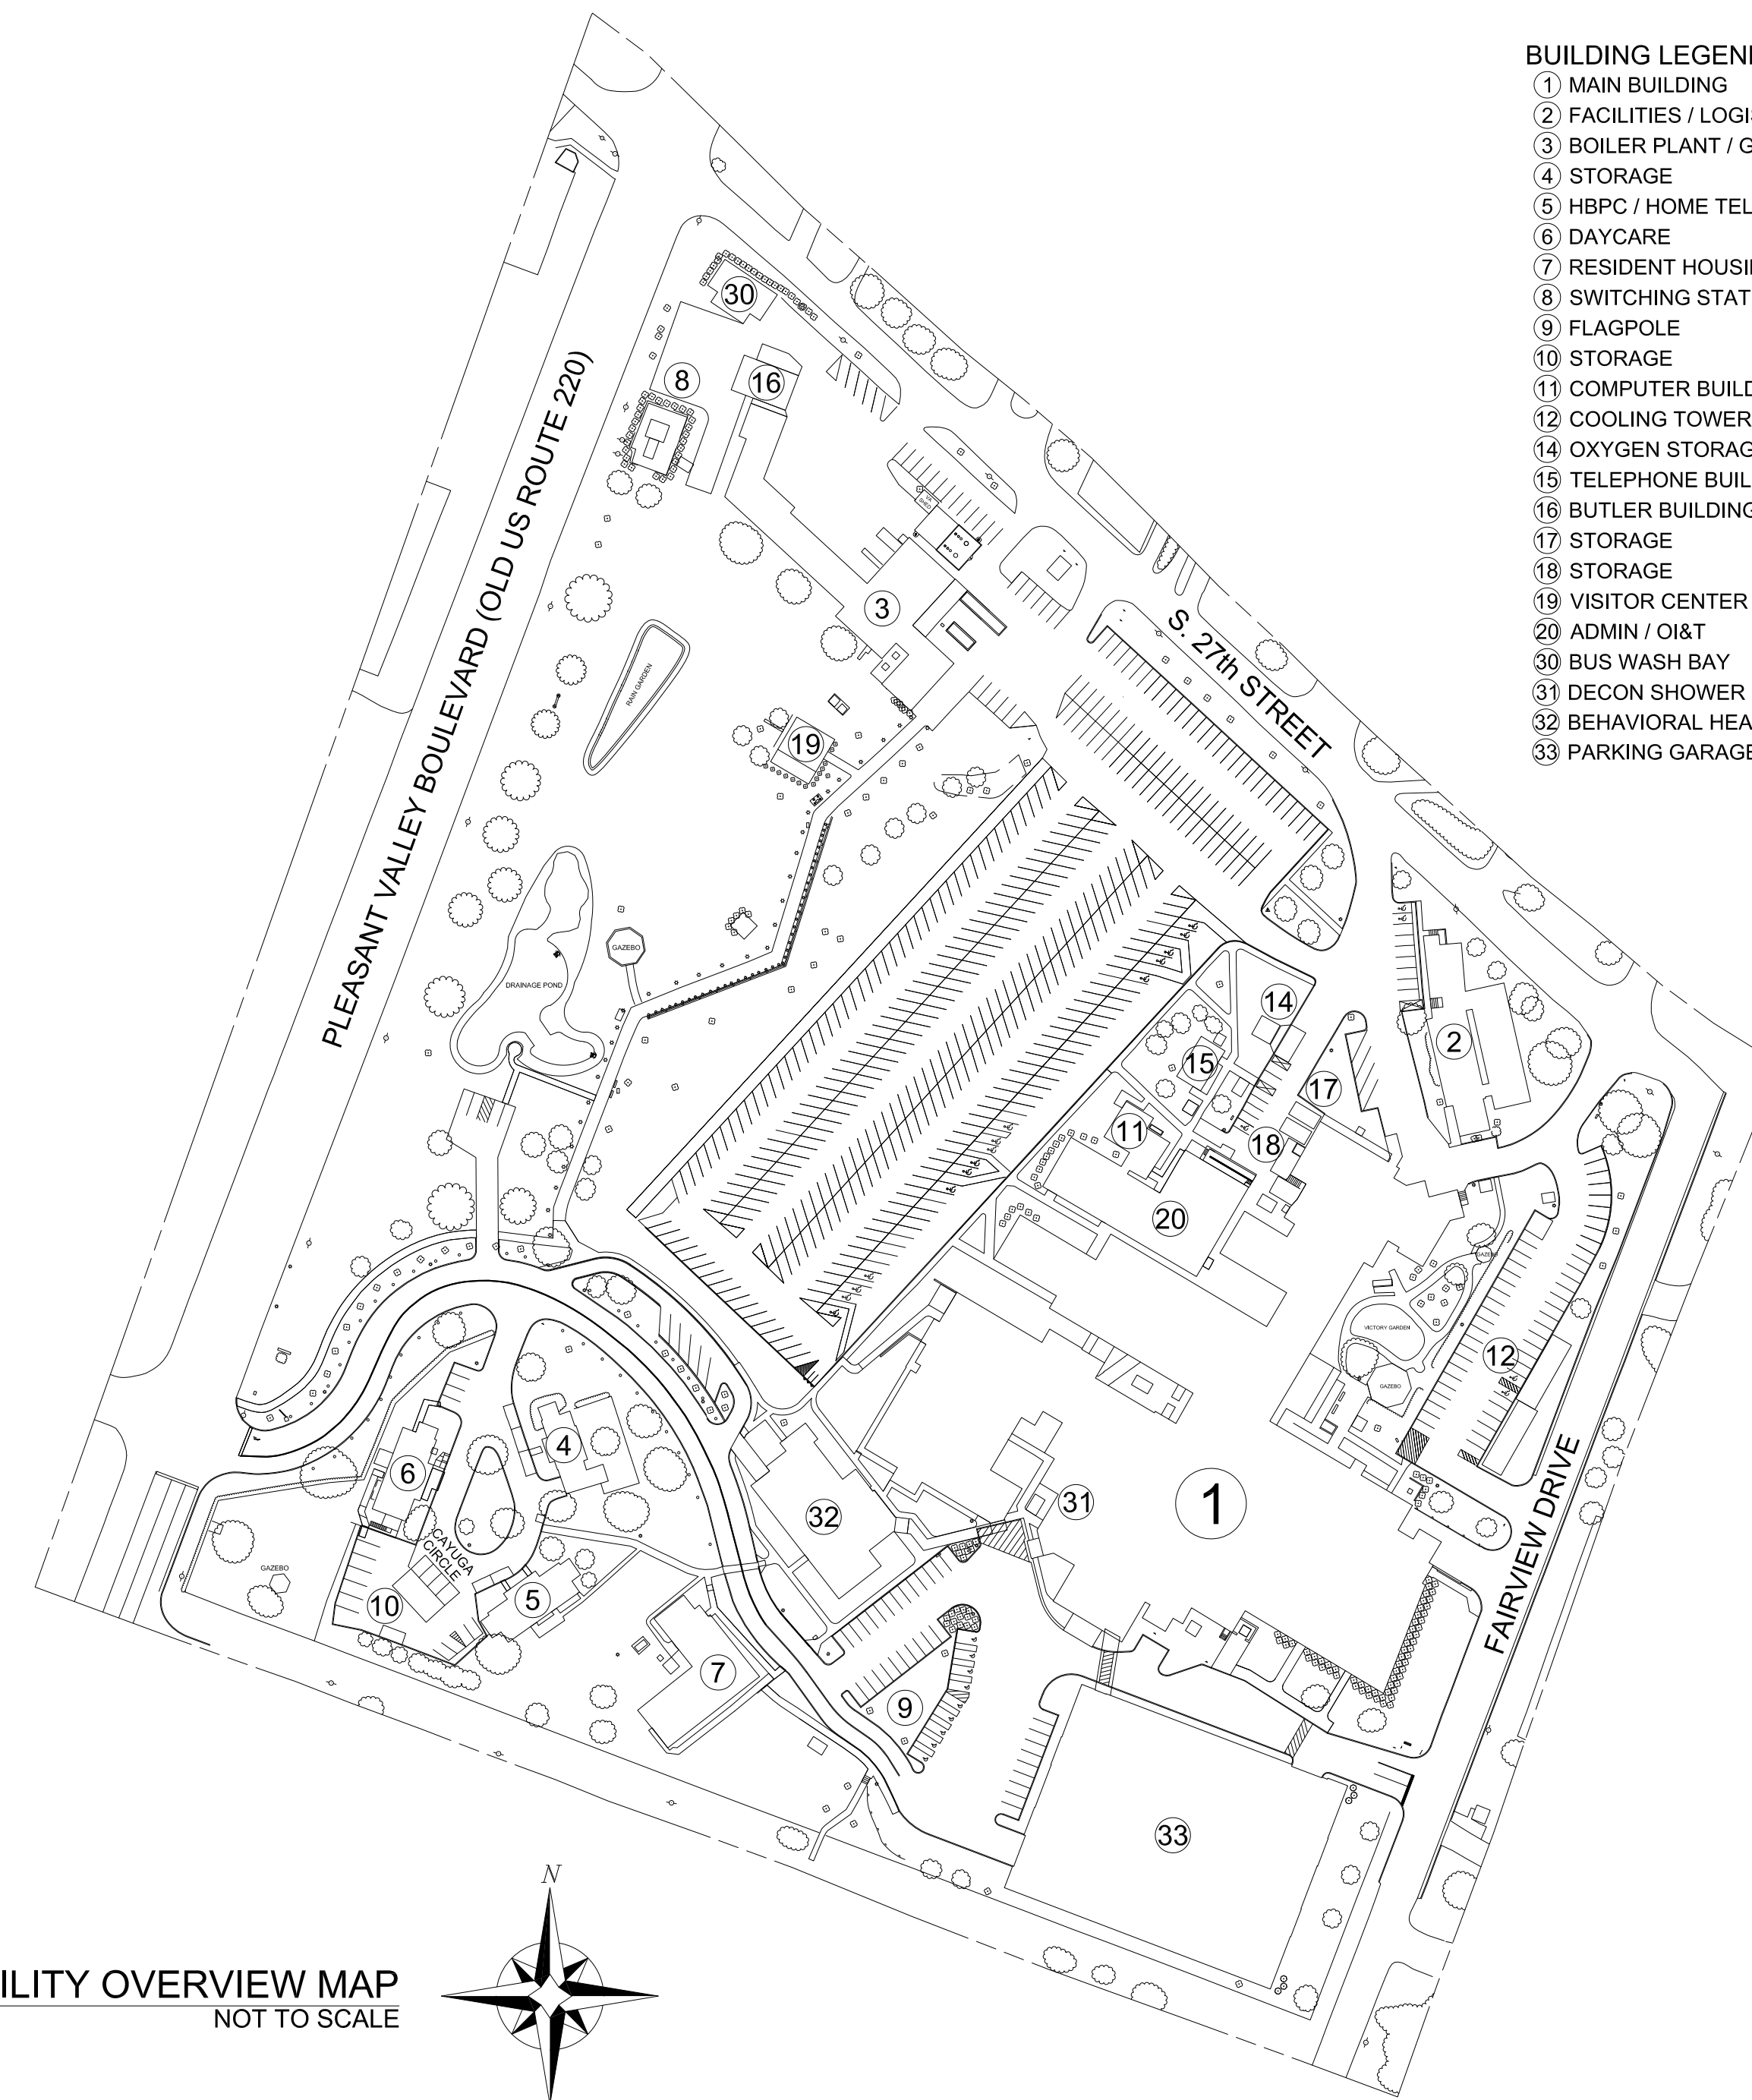 BUILDING LEGEN
1 MAIN BUILDING
2 FACILITIES / LOGI
3 BOILER PLANT / G
4 STORAGE
5 HBPC / HOME TEL
6 DAYCARE
7 RESIDENT HOUSI
8 SWITCHING STAT
9 FLAGPOLE
10 STORAGE
11 COMPUTER BUILD
12 COOLING TOWER
14 OXYGEN STORAG
15 TELEPHONE BUIL
16 BUTLER BUILDING
17 STORAGE
18 STORAGE
19 VISITOR CENTER
20 ADMIN / OI&T
30 BUS WASH BAY
31 DECON SHOWER
32 BEHAVIORAL HEA
33 PARKING GARAGE
30
8
16
PLEASANT VALLEY BOULEVARD (OLD US ROUTE 220)
VA
SHED
3
S. 27th STREET
RAIN GARDEN
19
GAZEBO
DRAINAGE POND
14
2
15
17
11
18
20
GAZEBO
VICTORY GARDEN
12
GAZEBO
4
6
32
31
1
FAIRVIEW DRIVE
CAYUGA
CIRCLE
GAZEBO
10
5
7
9
33
N
ILITY OVERVIEW MAP
NOT TO SCALE